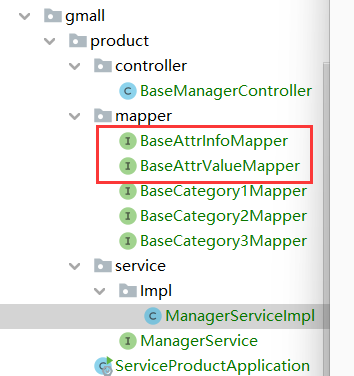 gmall
product
controller
BaseManagerController
mapper
BaseAttrInfoMapper
BaseAttrValueMapper
BaseCategory1Mapper
BaseCategory2Mapper
BaseCategory3Mapper
service
Impl
ManagerServiceImpl
ManagerService
ServiceProductApplication